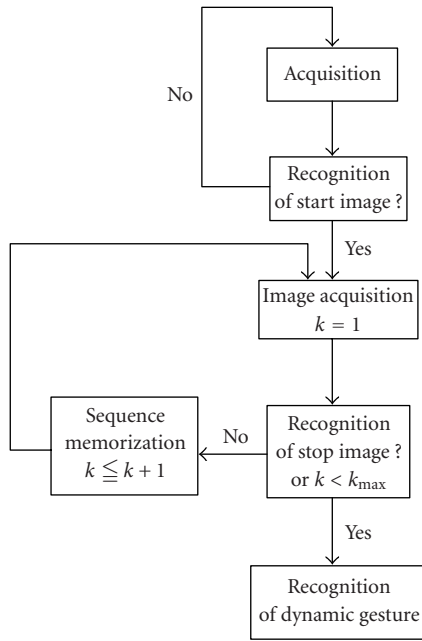 Acquisition
No
Recognition
of start image ?
Yes
Image acquisition
k = 1
Sequence
memorization
k ≦ k + 1
No
Recognition
of stop image ?
or k < kmax
Yes
Recognition
of dynamic gesture